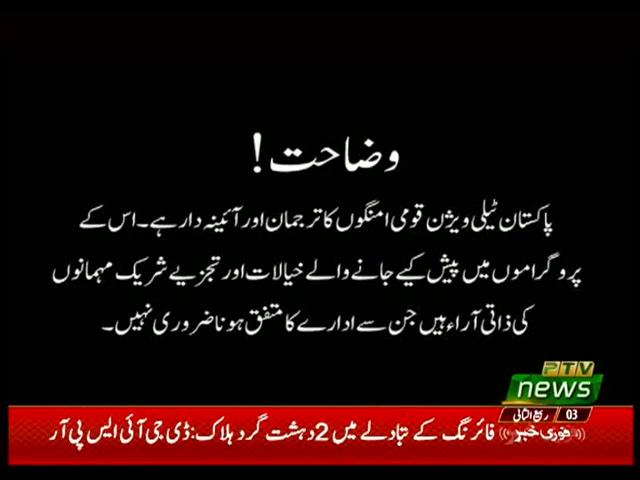 وضاحت!
پاکستان ٹیلی ویژن قومی امنگوں کا ترجمان اور آئینہ دار ہے۔ اس کے
پروگراموں میں پیش کیے جانے والے خیالات اور تجزیے شریک مہمانوں
کی ذاتی آراء ہیں جن سے ادارے کا متفق ہونا ضروری نہیں۔
PTV
news
03 ربیع الثانی
فوری خبر
فائرنگ کے تبادلے میں 2 دہشت گرد ہلاک: ڈی جی آئی ایس پی آر